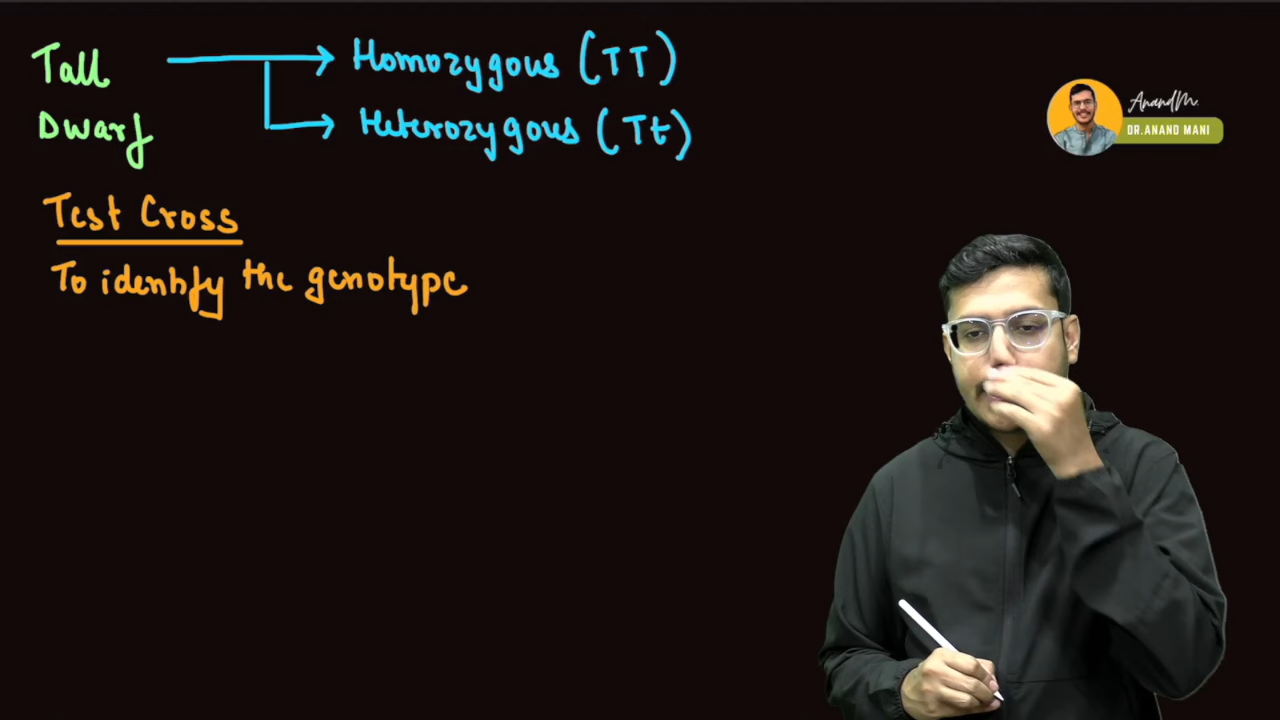 Tall → Homozygous (TT)
Dwarf → Heterozygous (Tt)
Test Cross
To identify the genotype
AnandM.
DR.ANAND MANI